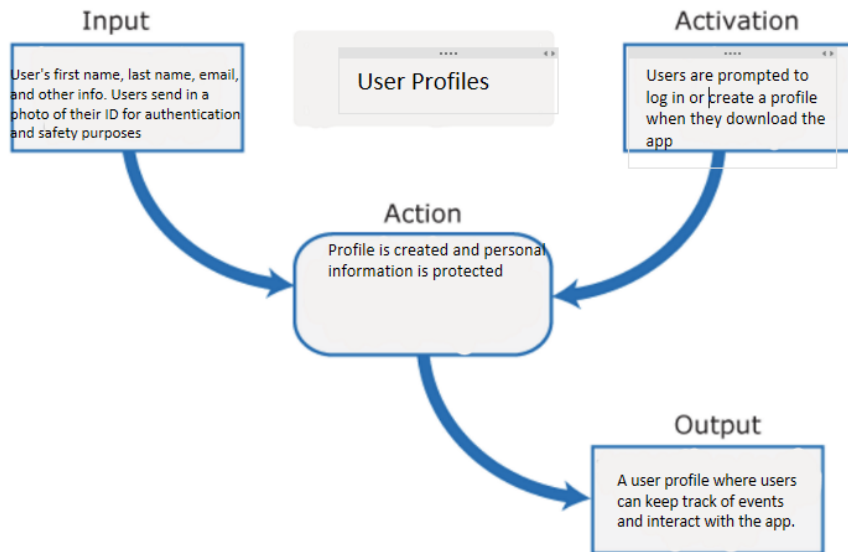 Input
Activation
User's first name, last name, email,
and other info. Users send in a
photo of their ID for authentication
and safety purposes
User Profiles
Users are prompted to
log in or create a profile
when they download the
app
Action
Profile is created and personal
information is protected
Output
A user profile where users
can keep track of events
and interact with the app.